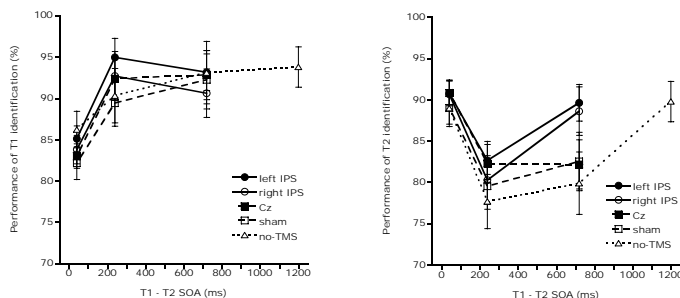 100
95
90
85
80
75
70
Performance of T1 identification (%)
0 200 400 600 800 1000 1200
T1 - T2 SOA (ms)
left IPS
right IPS
Cz
sham
no-TMS
100
95
90
85
80
75
70
Performance of T2 identification (%)
0 200 400 600 800 1000 1200
T1 - T2 SOA (ms)
left IPS
right IPS
Cz
sham
no-TMS